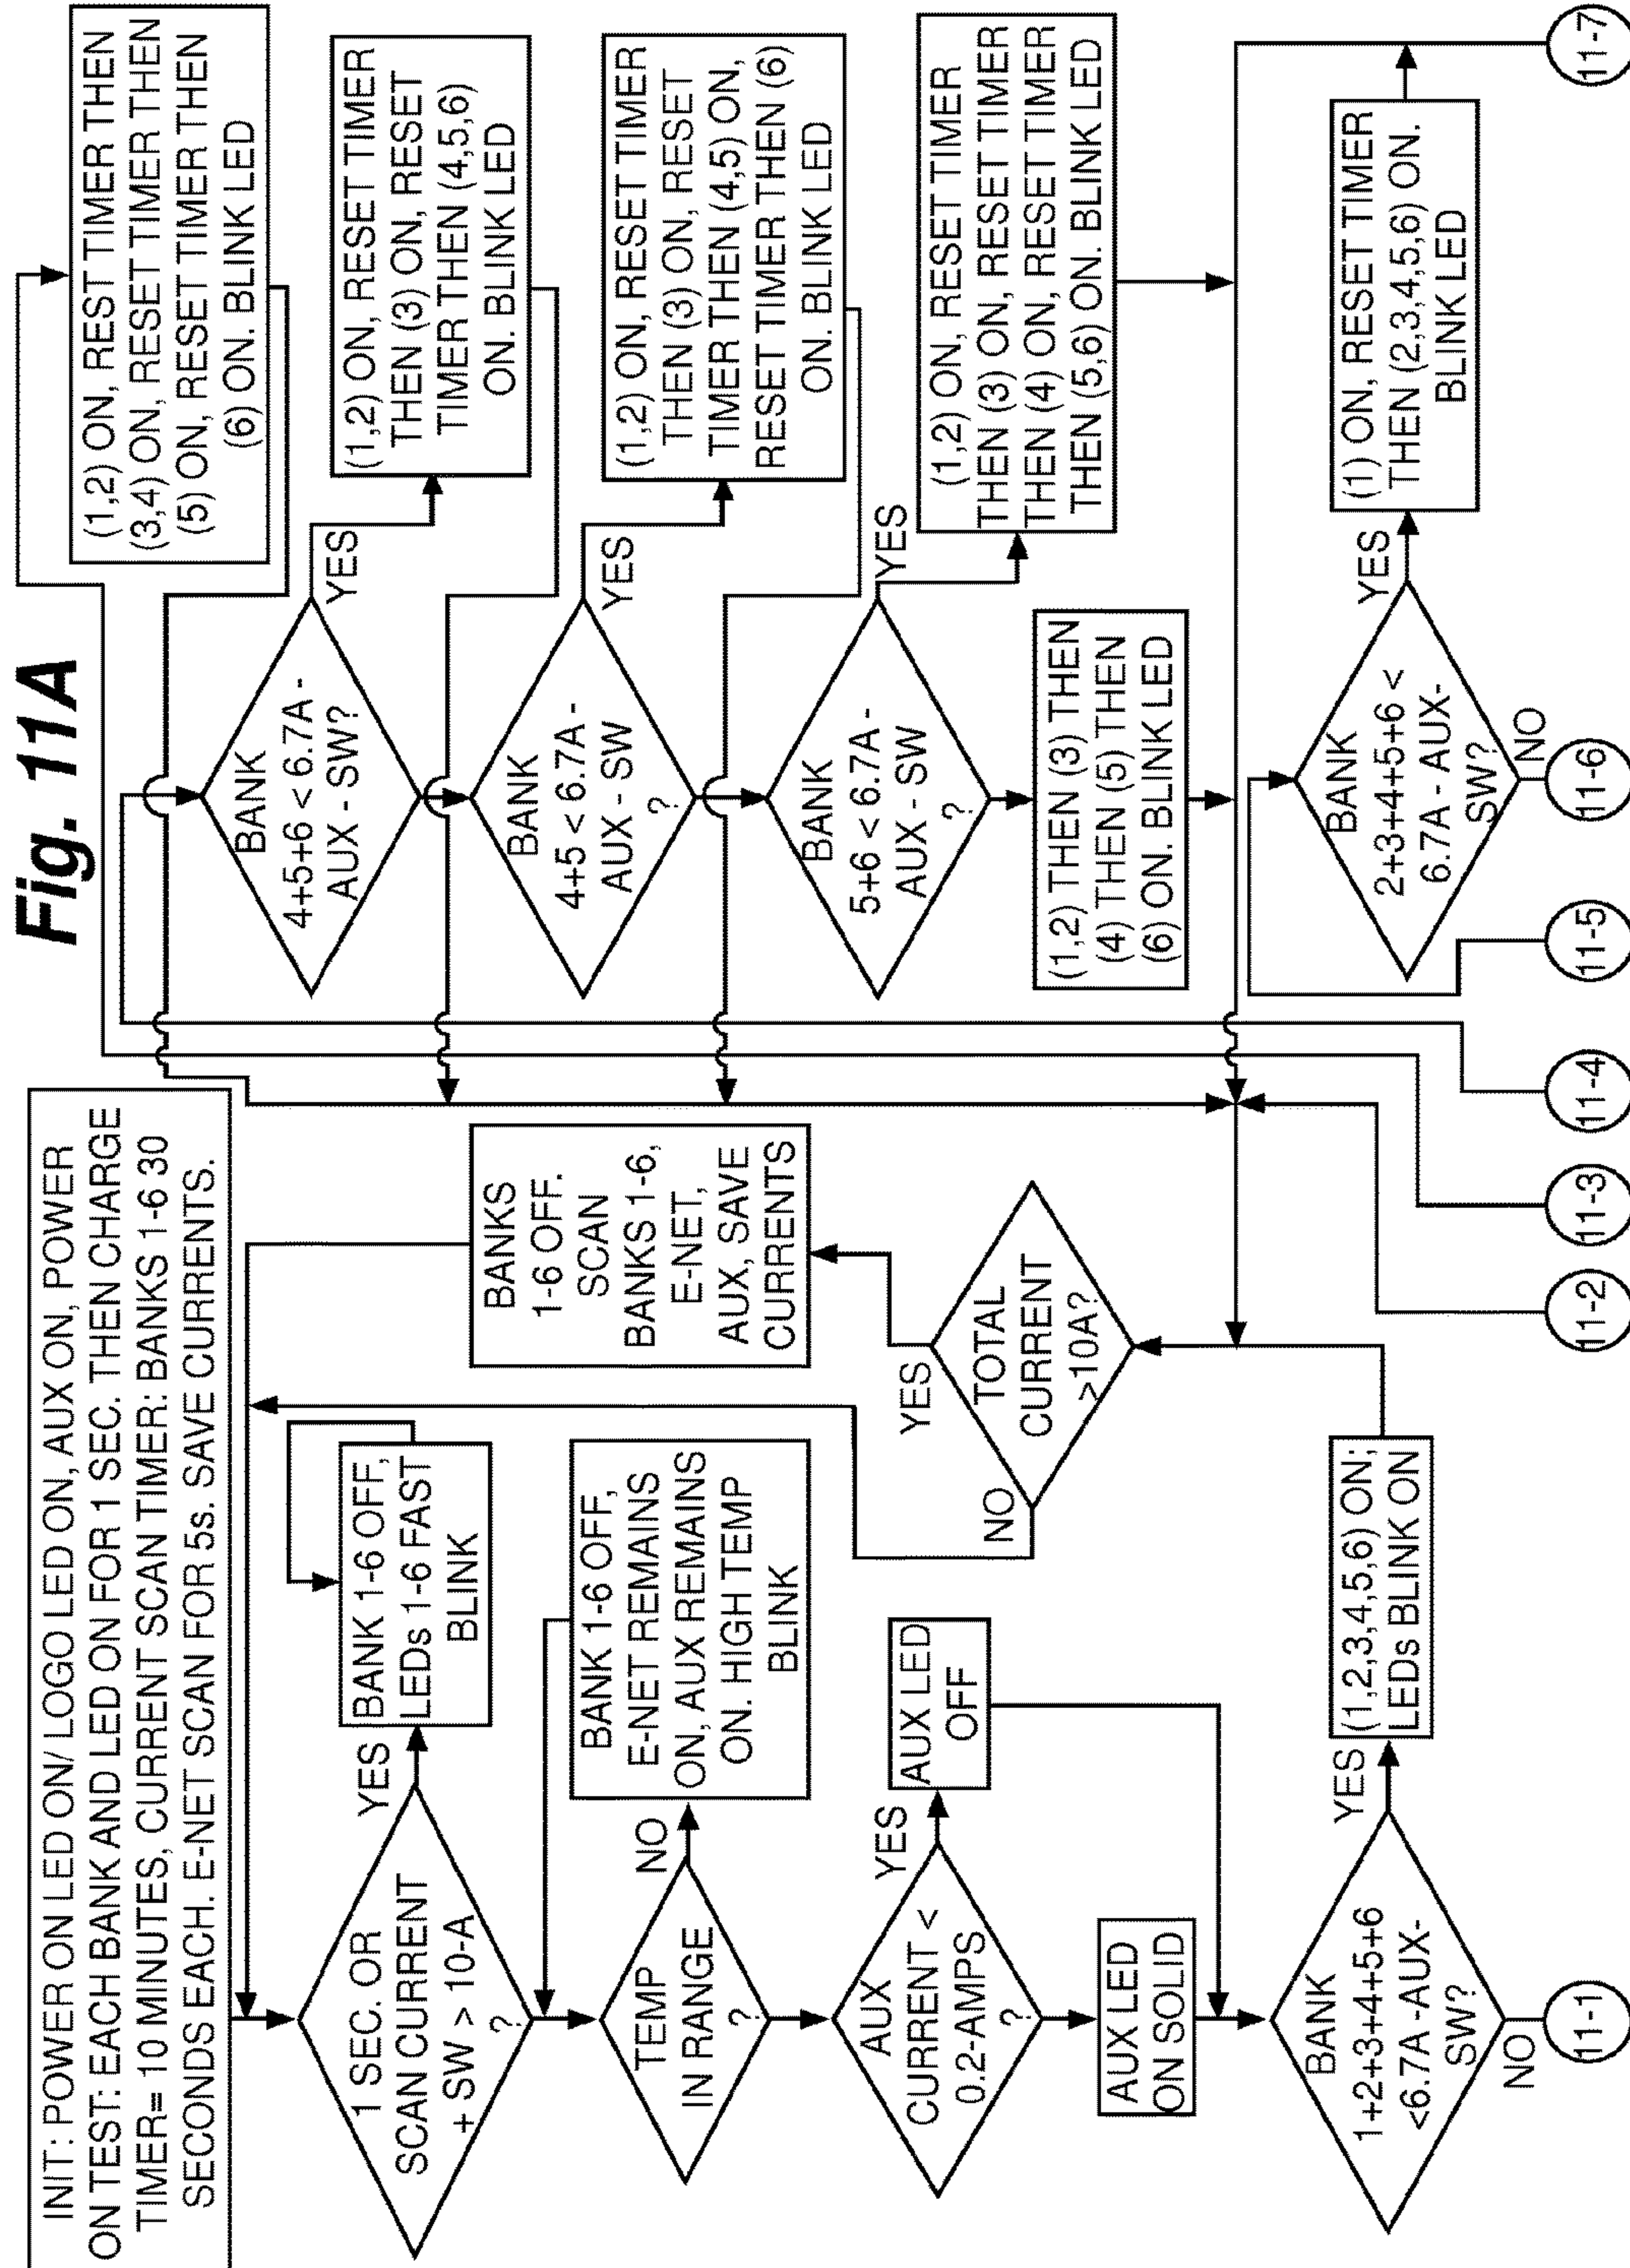 Fig. 11A
INIT: POWER ON LED ON/ LOGO LED ON, AUX ON, POWER
ON TEST: EACH BANK AND LED ON FOR 1 SEC. THEN CHARGE
TIMER= 10 MINUTES, CURRENT SCAN TIMER: BANKS 1-6 30
SECONDS EACH. E-NET SCAN FOR 5s. SAVE CURRENTS.
1 SEC. OR
SCAN CURRENT
+ SW > 10-A
?
YES
BANK 1-6 OFF,
LEDs 1-6 FAST
BLINK
TEMP
IN RANGE
?
NO
BANK 1-6 OFF,
E-NET REMAINS
ON, AUX REMAINS
ON. HIGH TEMP
BLINK
AUX
CURRENT <
0.2-AMPS
?
YES
AUX LED
OFF
AUX LED
ON SOLID
BANK
1+2+3+4+5+6
<6.7A -AUX-
SW?
YES
NO
11-1
(1,2,3,4,5,6) ON;
LEDs BLINK ON
TOTAL
CURRENT
>10A?
YES
NO
BANKS
1-6 OFF.
SCAN
BANKS 1-6,
E-NET,
AUX, SAVE
CURRENTS
11-2
11-3
11-4
11-5
11-6
11-7
(1,2) ON, REST TIMER THEN
(3,4) ON, RESET TIMER THEN
(5) ON, RESET TIMER THEN
(6) ON. BLINK LED
BANK
4+5+6 < 6.7A -
AUX - SW?
YES
(1,2) ON, RESET TIMER
THEN (3) ON, RESET
TIMER THEN (4,5,6)
ON. BLINK LED
BANK
4+5 < 6.7A -
AUX - SW
?
YES
(1,2) ON, RESET TIMER
THEN (3) ON, RESET
TIMER THEN (4,5) ON,
RESET TIMER THEN (6)
ON. BLINK LED
BANK
5+6 < 6.7A -
AUX - SW
?
YES
(1,2) ON, RESET TIMER
THEN (3) ON, RESET TIMER
THEN (4) ON, RESET TIMER
THEN (5,6) ON. BLINK LED
(1,2) THEN (3) THEN
(4) THEN (5) THEN
(6) ON. BLINK LED
BANK
2+3+4+5+6 <
6.7A - AUX-
SW?
YES
NO
(1) ON, RESET TIMER
THEN (2,3,4,5,6) ON.
BLINK LED